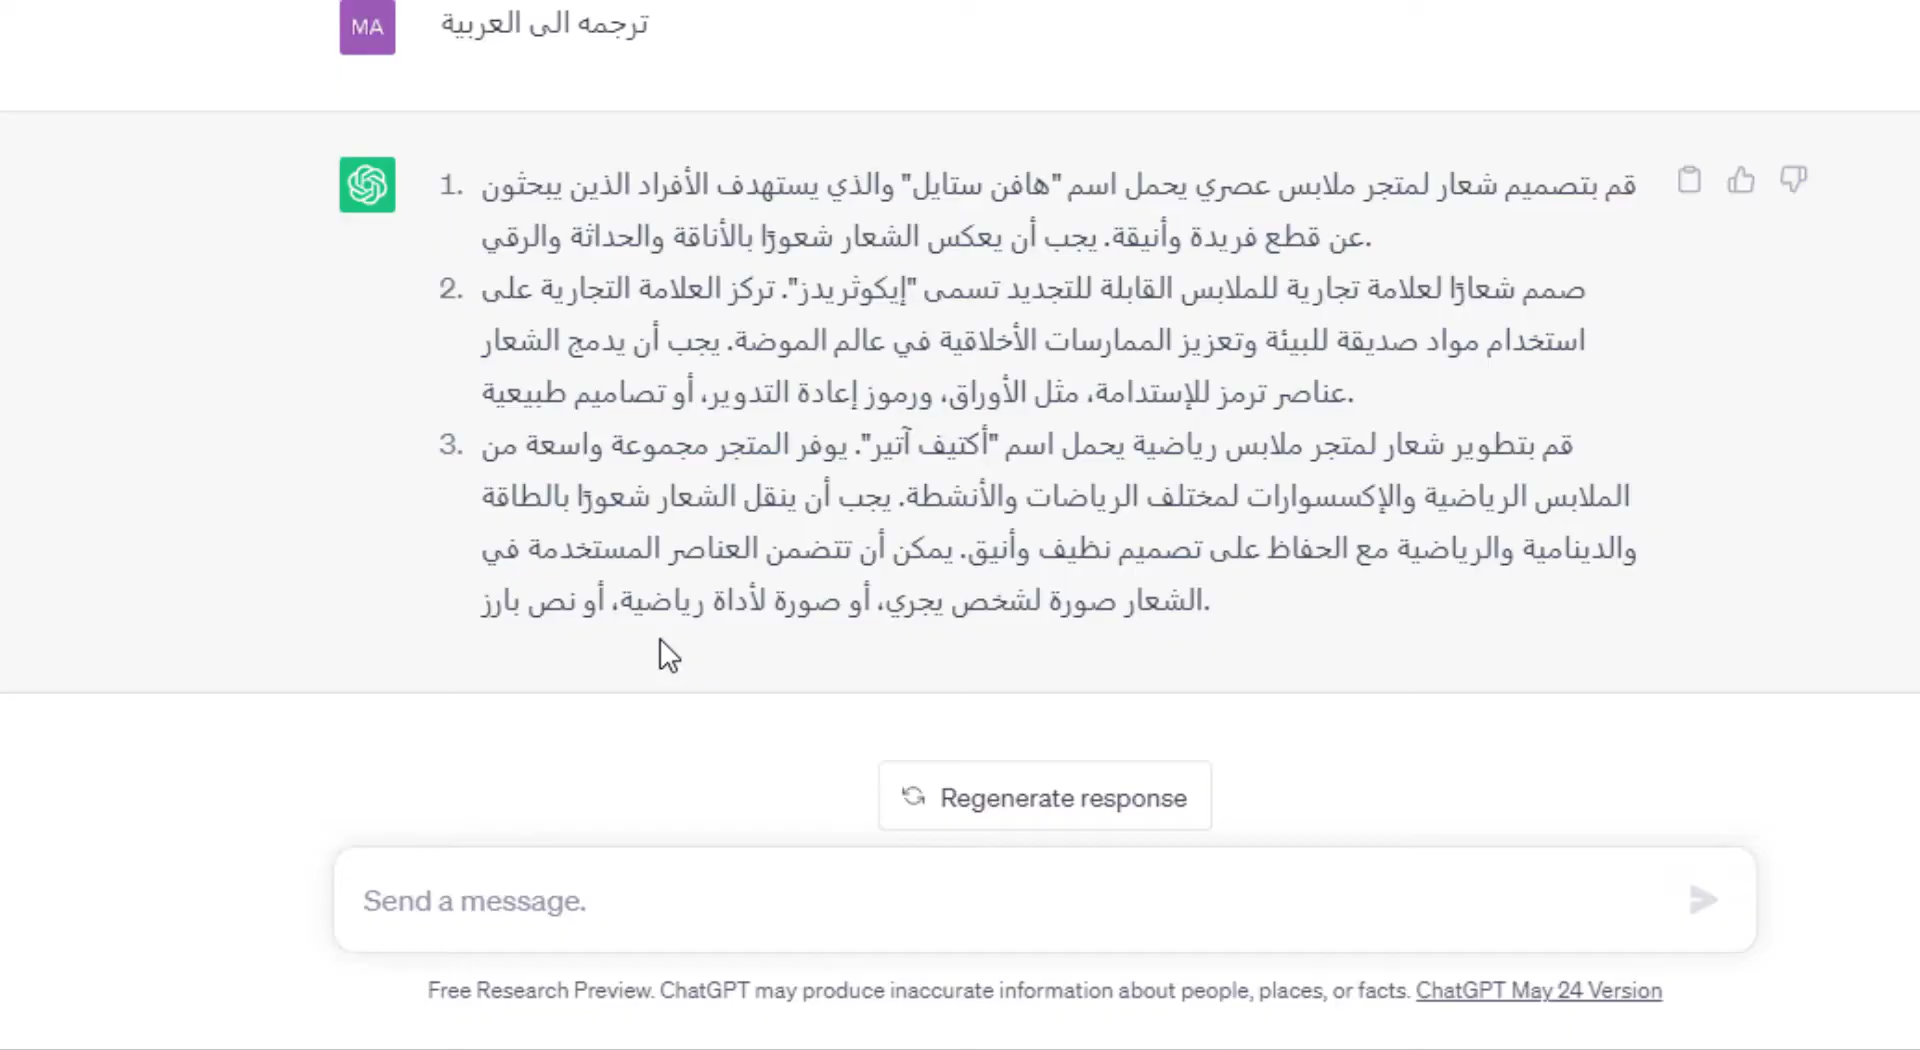 MA
ترجمه الى العربية
1. قم بتصميم شعار لمتجر ملابس عصري يحمل اسم "هافن ستايل" والذي يستهدف الأفراد الذين يبحثون
عن قطع فريدة وأنيقة. يجب أن يعكس الشعار شعورًا بالأناقة والحداثة والرقي.
2. صمم شعارًا لعلامة تجارية للملابس القابلة للتجديد تسمى "إيكوثريدز". تركز العلامة التجارية على
استخدام مواد صديقة للبيئة وتعزيز الممارسات الأخلاقية في عالم الموضة. يجب أن يدمج الشعار
عناصر ترمز للإستدامة، مثل الأوراق، ورموز إعادة التدوير، أو تصاميم طبيعية.
3. قم بتطوير شعار لمتجر ملابس رياضية يحمل اسم "أكتيف آتير". يوفر المتجر مجموعة واسعة من
الملابس الرياضية والإكسسوارات لمختلف الرياضات والأنشطة. يجب أن ينقل الشعار شعورًا بالطاقة
والدينامية والرياضية مع الحفاظ على تصميم نظيف وأنيق. يمكن أن تتضمن العناصر المستخدمة في
الشعار صورة لشخص يجري، أو صورة لأداة رياضية، أو نص بارز.
Regenerate response
Send a message.
Free Research Preview. ChatGPT may produce inaccurate information about people, places, or facts. ChatGPT May 24 Version